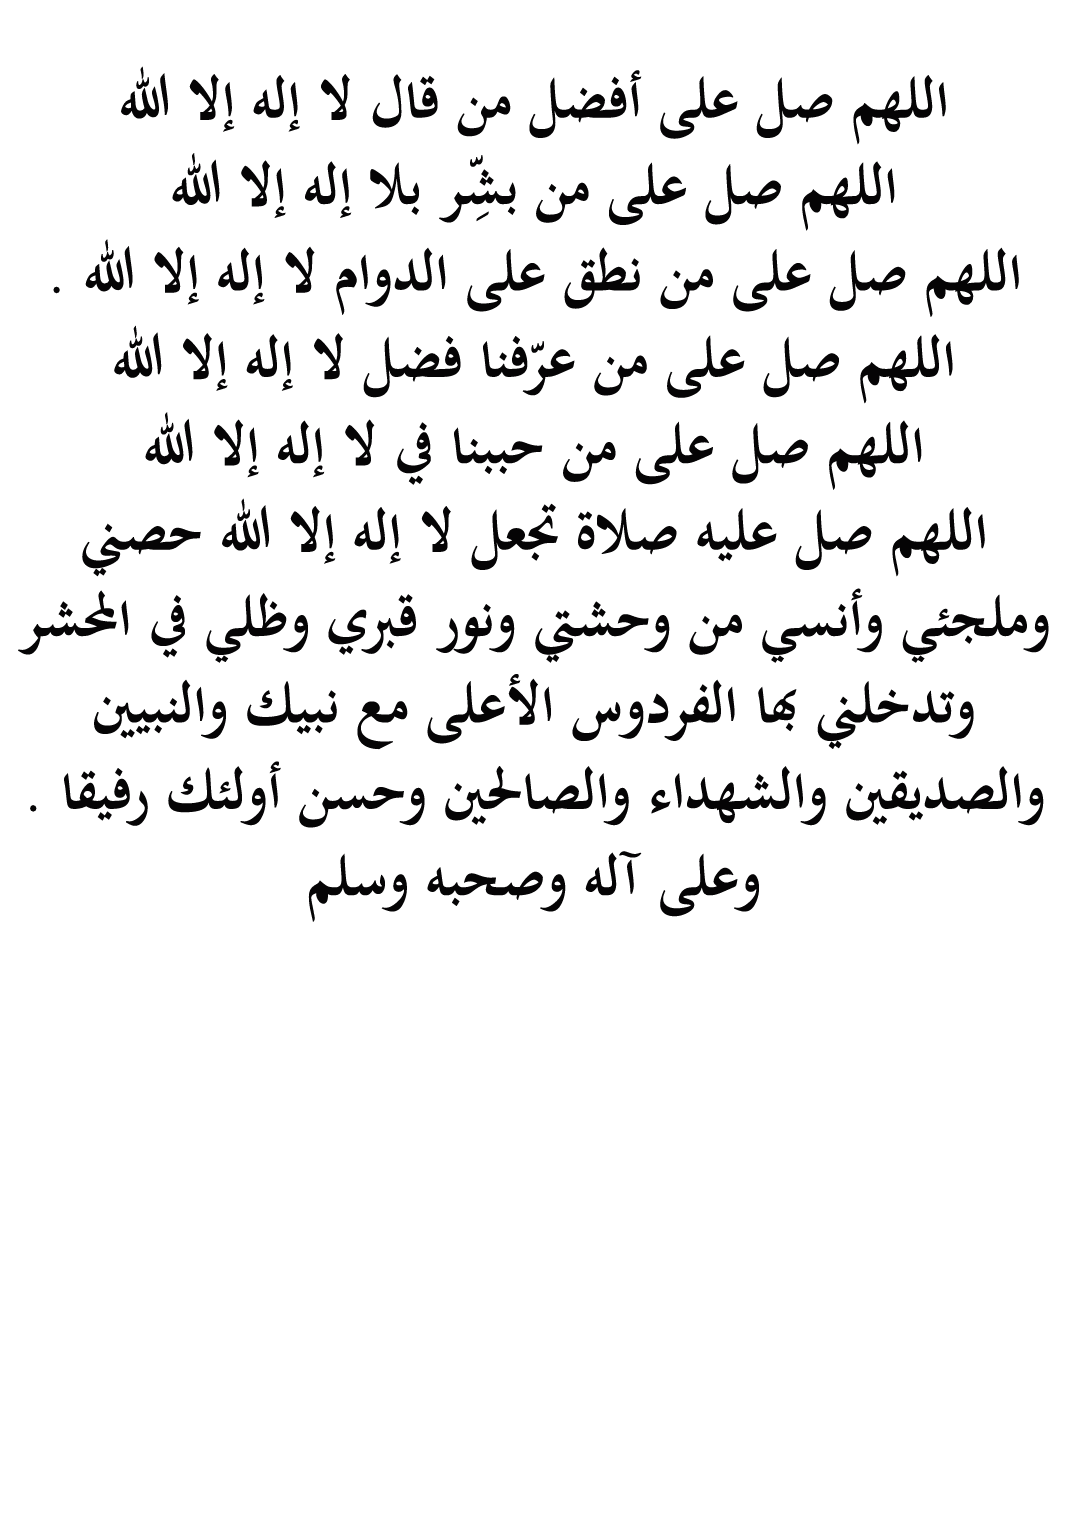 اللهم صل على أفضل من قال لا إله إلا الله
اللهم صل على من بشِّر بلا إله إلا الله
اللهم صل على من نطق على الدوام لا إله إلا الله .
اللهم صل على من عرّفنا فضل لا إله إلا الله
اللهم صل على من حببنا في لا إله إلا الله
اللهم صل عليه صلاة تجعل لا إله إلا الله حصني
وملجئي وأنسي من وحشتي ونور قبري وظلي في المحشر
وتدخلني بها الفردوس الأعلى مع نبيك والنبيين
والصديقين والشهداء والصالحين وحسن أولئك رفيقا .
وعلى آله وصحبه وسلم